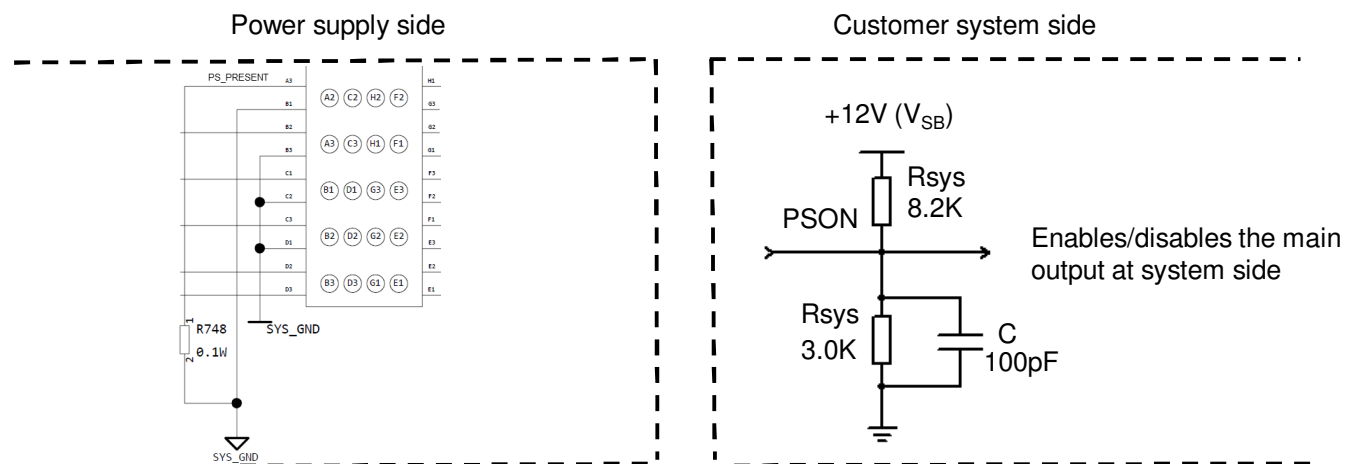 Power supply side
Customer system side
PS_PRESENT
A3
B1
B2
B3
C1
C2
C3
D1
D2
D3
A2 C2 H2 F2
A3 C3 H1 F1
B1 D1 G3 E3
B2 D2 G2 E2
B3 D3 G1 E1
H1
G3
G2
G1
F3
F2
F1
E3
E2
E1
1
R748
0.1W
2
SYS_GND
SYS_GND
+12V (VSB)
Rsys
8.2K
PSON
Enables/disables the main
output at system side
Rsys
3.0K
C
100pF